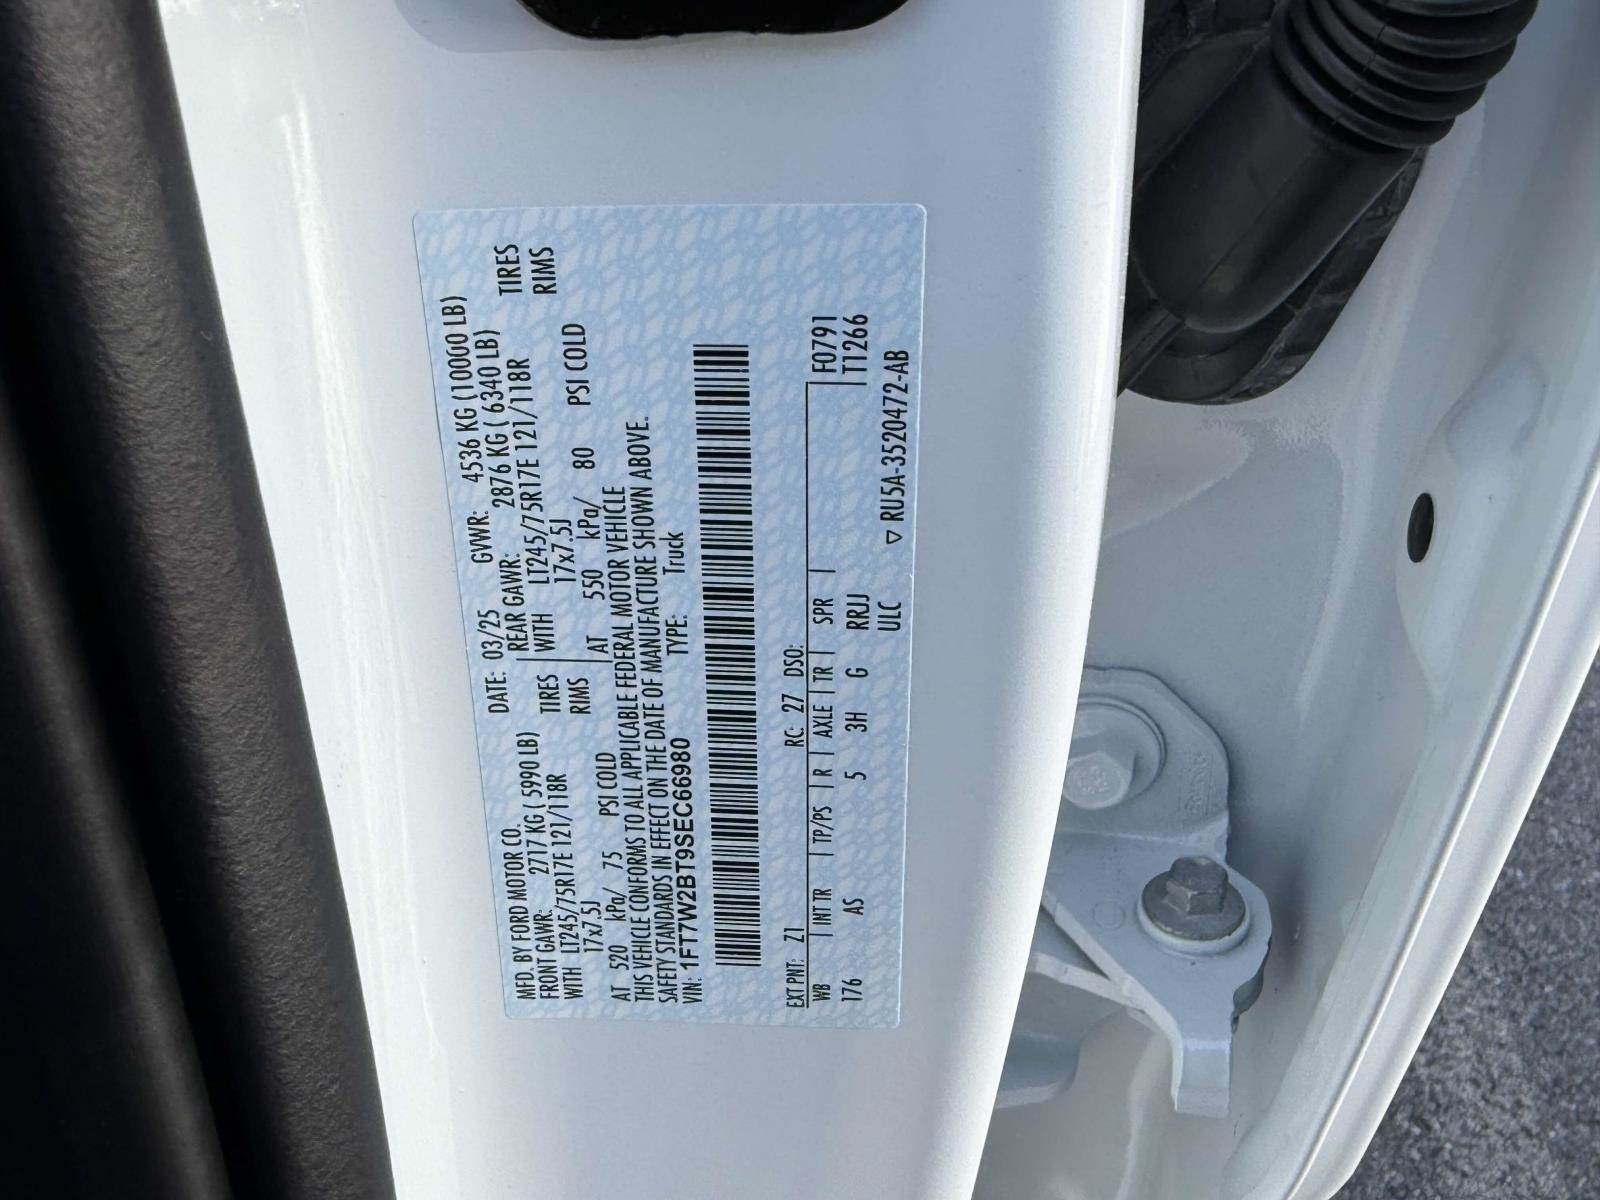 MFD. BY FORD MOTOR CO.
DATE: 03/25 GVWR: 4536 KG (10000 LB)
FRONT GAWR: 2717 KG ( 5990 LB) REAR GAWR: 2876 KG ( 6340 LB)
WITH LT245/75R17E 121/118R TIRES WITH LT245/75R17E 121/118R TIRES
17x7.5J RIMS 17x7.5J RIMS
AT 520 kPa/ 75 PSI COLD AT 550 kPa/ 80 PSI COLD
THIS VEHICLE CONFORMS TO ALL APPLICABLE FEDERAL MOTOR VEHICLE
SAFETY STANDARDS IN EFFECT ON THE DATE OF MANUFACTURE SHOWN ABOVE.
VIN: 1FT7W2BT9SEC66980 TYPE: Truck
EXT PNT: Z1 RC: 27 DSO:
WB INT TR TP/PS R AXLE TR SPR F0791
176 AS 5 3H G RRJJ T1266
ULC ▽ RU5A-3520472-AB